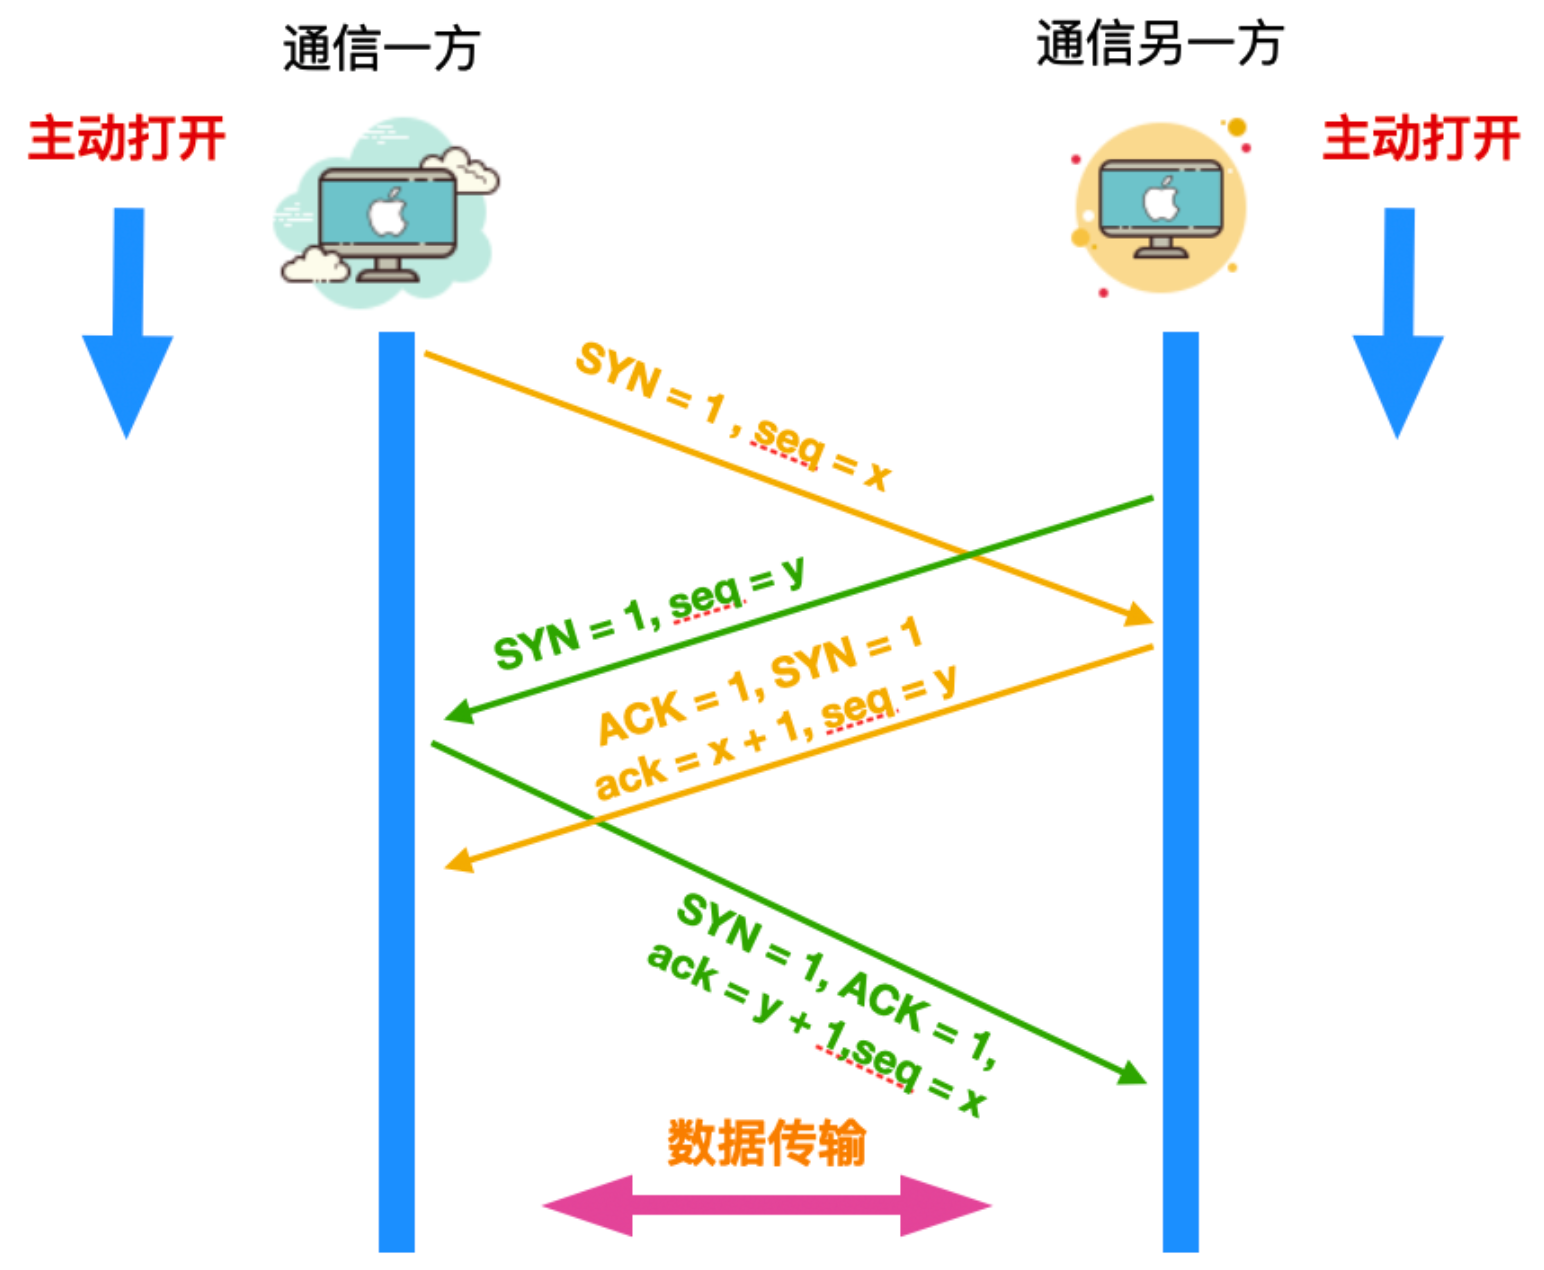 通信一方
通信另一方
主动打开
主动打开
SYN = 1 , seq = x
SYN = 1, seq = y
ACK = 1, SYN = 1
ack = x + 1, seq = y
SYN = 1, ACK = 1,
ack = y + 1,seq = x
数据传输